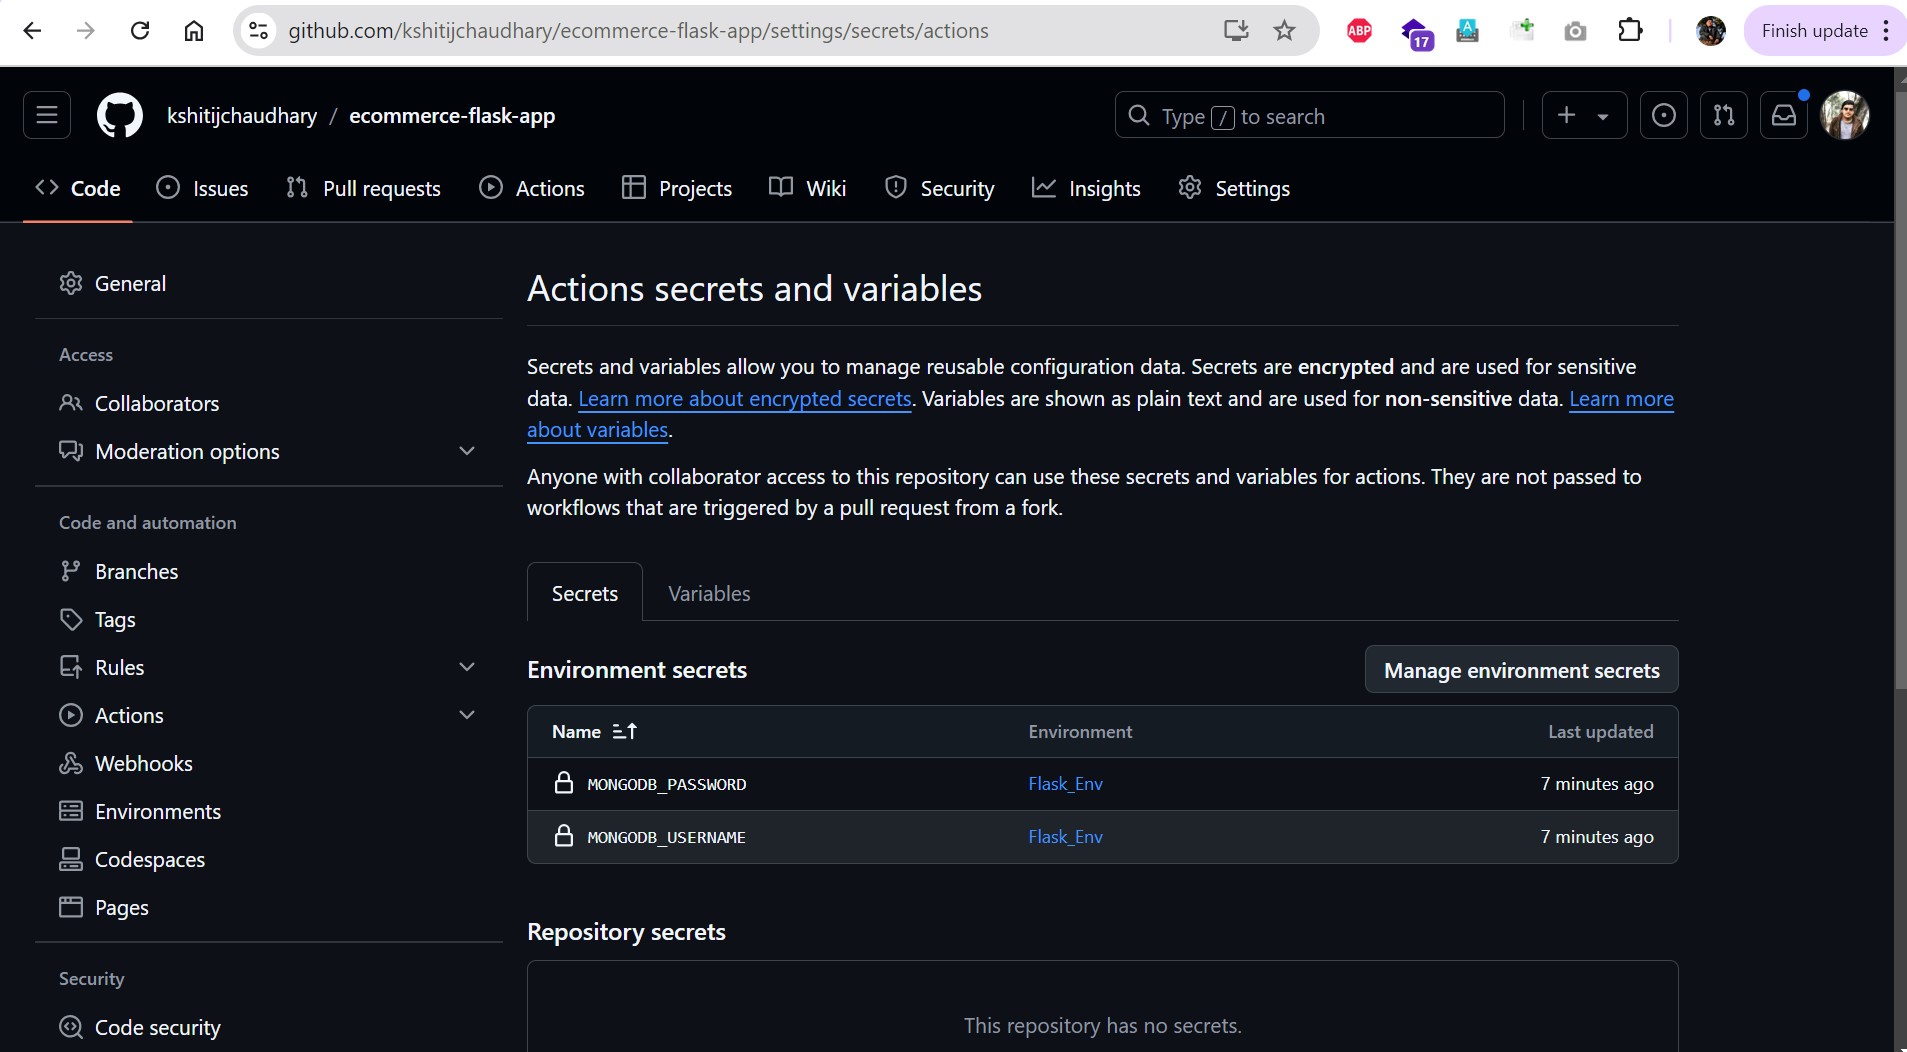 github.com/kshitijchaudhary/ecommerce-flask-app/settings/secrets/actions
ABP
17
A
Finish update
kshitijchaudhary / ecommerce-flask-app
Type / to search
Code
Issues
Pull requests
Actions
Projects
Wiki
Security
Insights
Settings
General
Access
Collaborators
Moderation options
Code and automation
Branches
Tags
Rules
Actions
Webhooks
Environments
Codespaces
Pages
Security
Code security
Actions secrets and variables
Secrets and variables allow you to manage reusable configuration data. Secrets are encrypted and are used for sensitive
data. Learn more about encrypted secrets. Variables are shown as plain text and are used for non-sensitive data. Learn more
about variables.
Anyone with collaborator access to this repository can use these secrets and variables for actions. They are not passed to
workflows that are triggered by a pull request from a fork.
Secrets
Variables
Environment secrets
Manage environment secrets
Name Environment Last updated
MONGODB_PASSWORD Flask_Env 7 minutes ago
MONGODB_USERNAME Flask_Env 7 minutes ago
Repository secrets
This repository has no secrets.